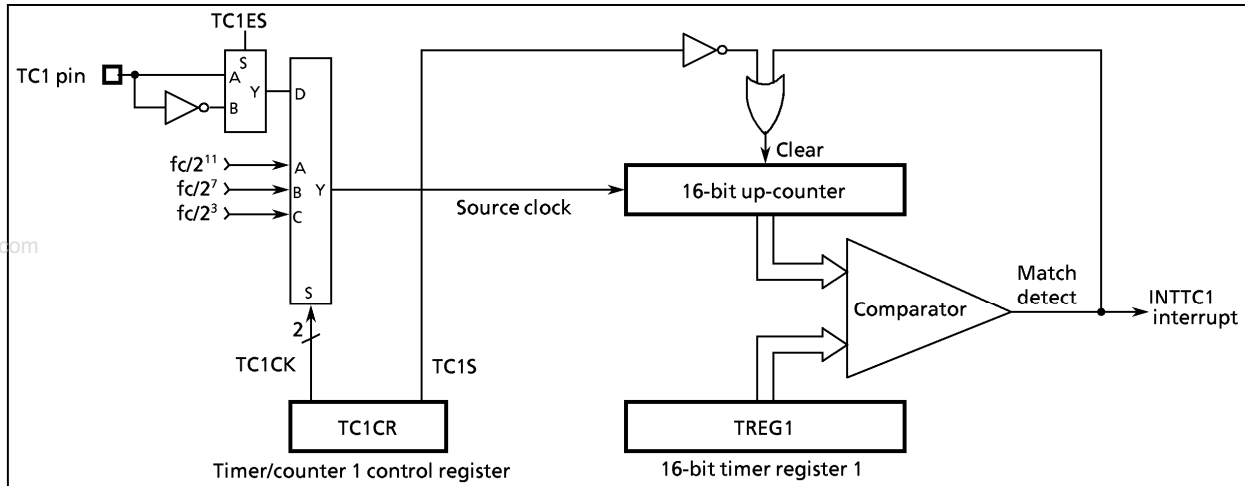 TC1ES
TC1 pin
S
A
Y
B
D
fc/2¹¹
A
fc/2⁷
B
Y
fc/2³
C
S
2
TC1CK
TC1S
Source clock
Clear
16-bit up-counter
Comparator
Match
detect
INTTC1
interrupt
TC1CR
Timer/counter 1 control register
TREG1
16-bit timer register 1
com